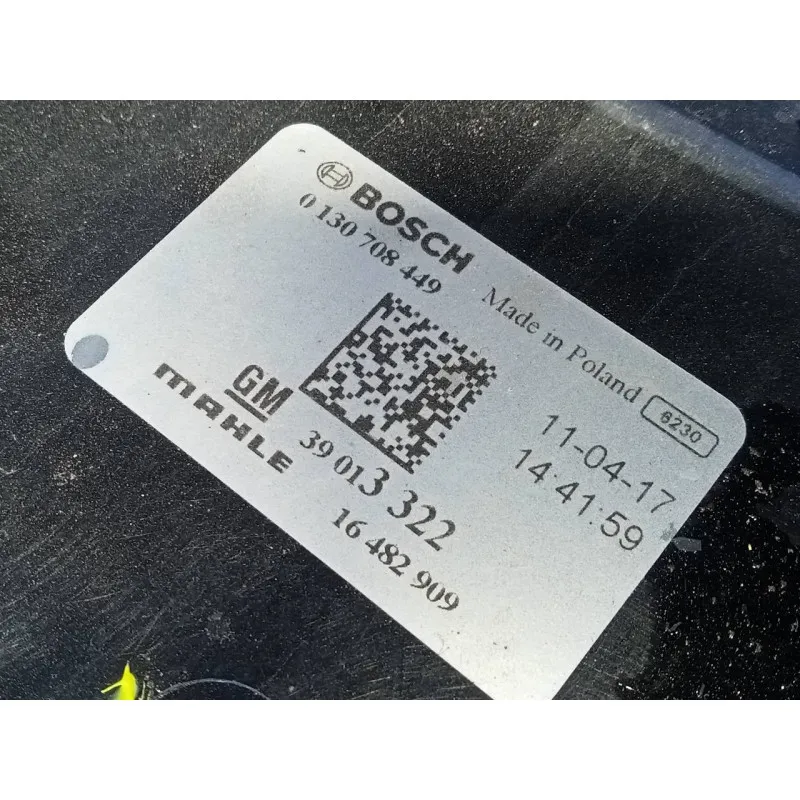 BOSCH
0 130 708 449
Made in Poland 6230
11-04-17
14:41:59
GM 39 013 322
MAHLE 16 482 909